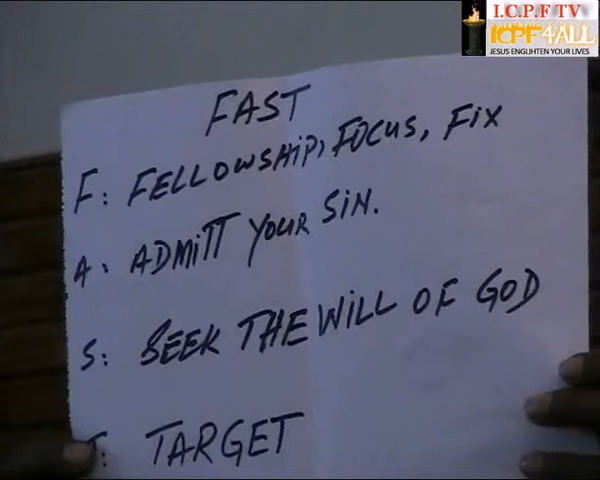 I.C.P.F TV
ICPF4ALL
JESUS ENGLIHTEN YOUR LIVES
FAST
F: FELLOWSHIP, FOCUS, FIX
A. ADMITT YOUR SIN.
S: SEEK THE WILL OF GOD
T: TARGET